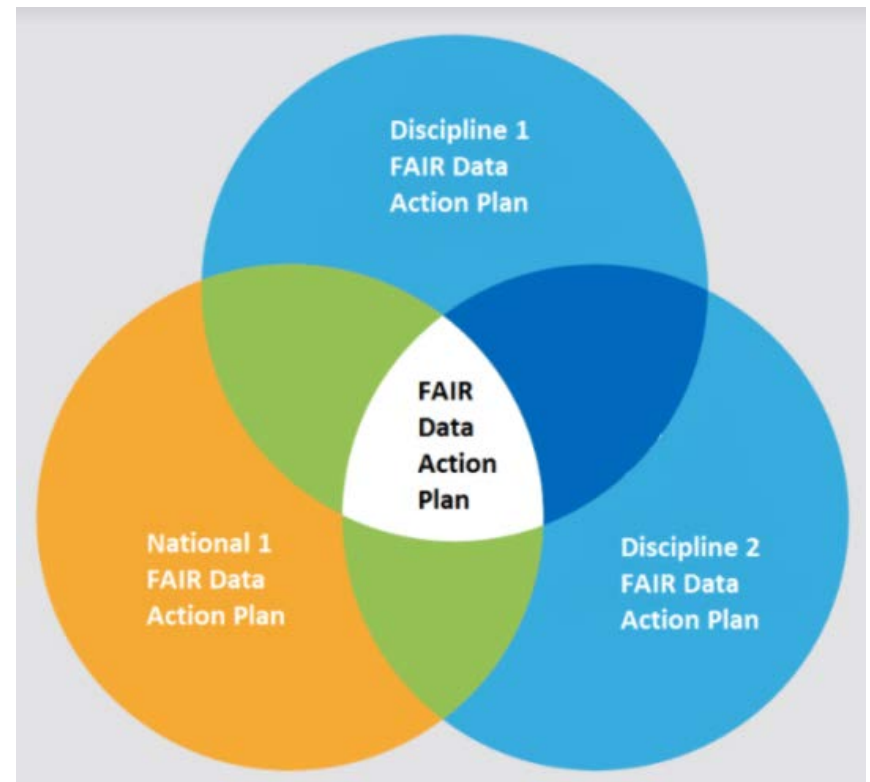 Discipline 1
FAIR Data
Action Plan
FAIR
Data
Action
Plan
National 1
FAIR Data
Action Plan
Discipline 2
FAIR Data
Action Plan